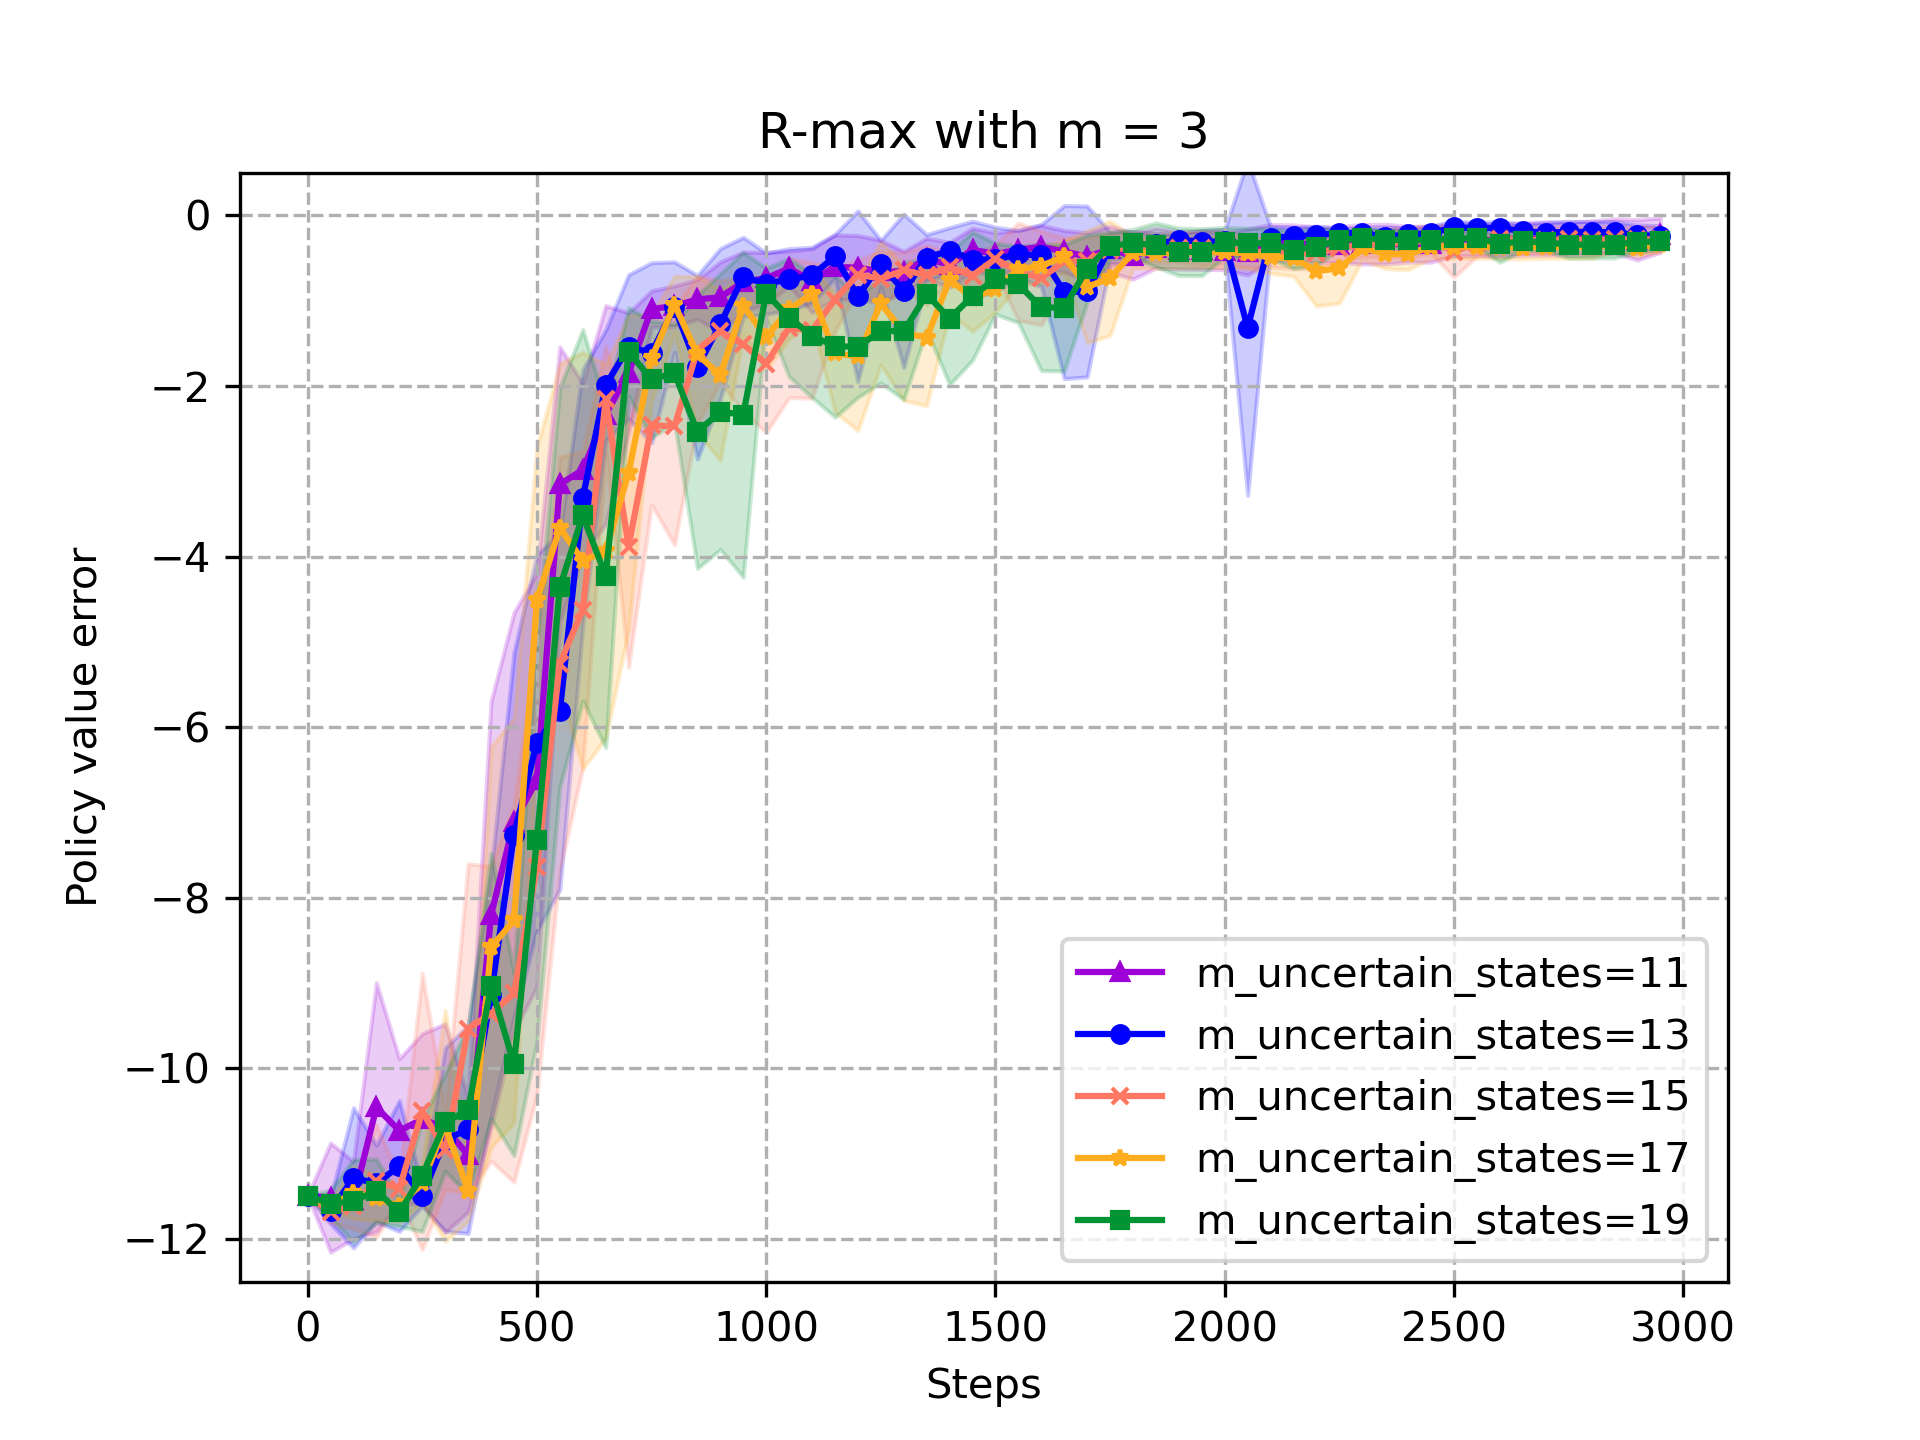 R-max with m = 3
Policy value error
0
−2
−4
−6
−8
−10
−12
m_uncertain_states=11
m_uncertain_states=13
m_uncertain_states=15
m_uncertain_states=17
m_uncertain_states=19
0 500 1000 1500 2000 2500 3000
Steps